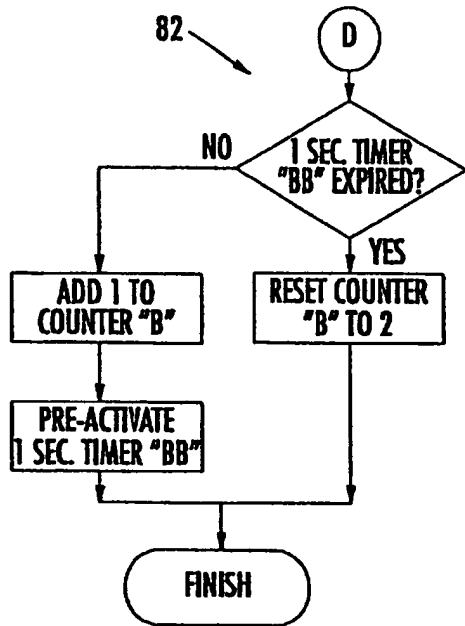 82
D
1 SEC. TIMER
"BB" EXPIRED?
NO
YES
ADD 1 TO
COUNTER "B"
RESET COUNTER
"B" TO 2
PRE-ACTIVATE
1 SEC. TIMER "BB"
FINISH